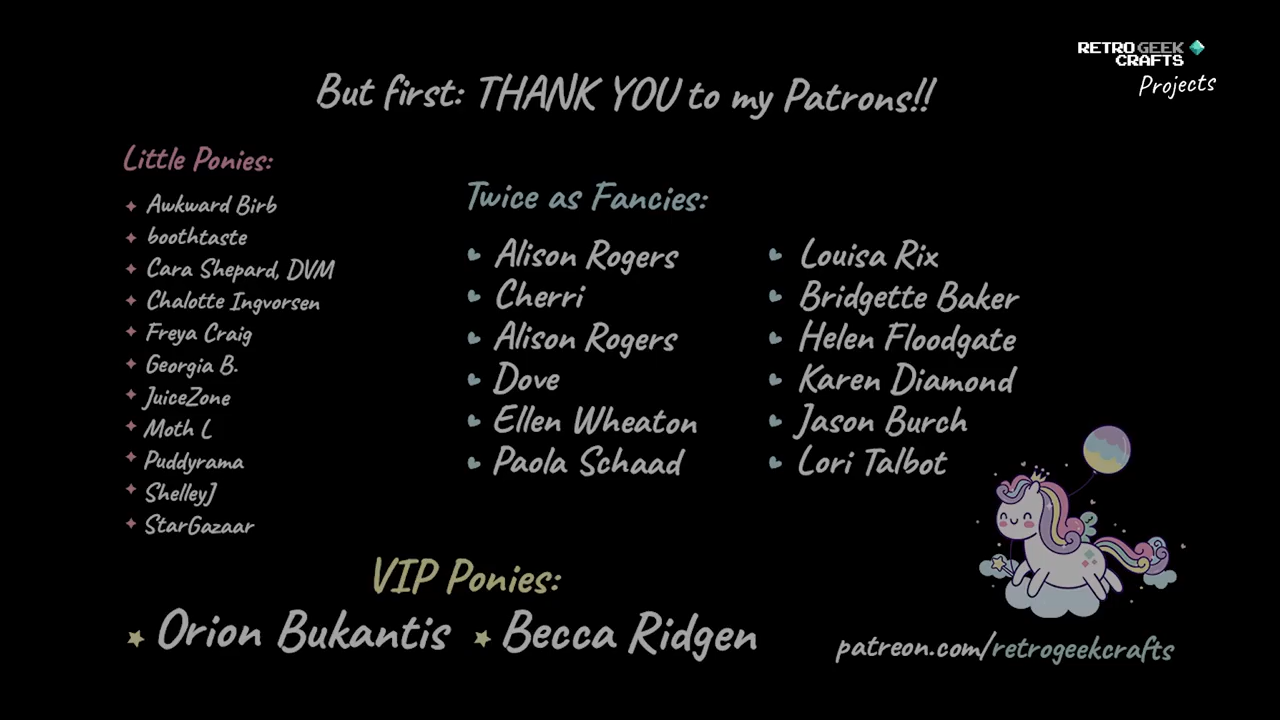 RETRO GEEK
CRAFTS
Projects
But first: THANK YOU to my Patrons!!
Little Ponies:
Awkward Birb
boothtaste
Cara Shepard, DVM
Chalotte Ingvorsen
Freya Craig
Georgia B.
JuiceZone
Moth L
Puddyrama
ShelleyJ
StarGazaar
Twice as Fancies:
Alison Rogers
Cherri
Alison Rogers
Dove
Ellen Wheaton
Paola Schaad
Louisa Rix
Bridgette Baker
Helen Floodgate
Karen Diamond
Jason Burch
Lori Talbot
VIP Ponies:
Orion Bukantis
Becca Ridgen
patreon.com/retrogeekcrafts